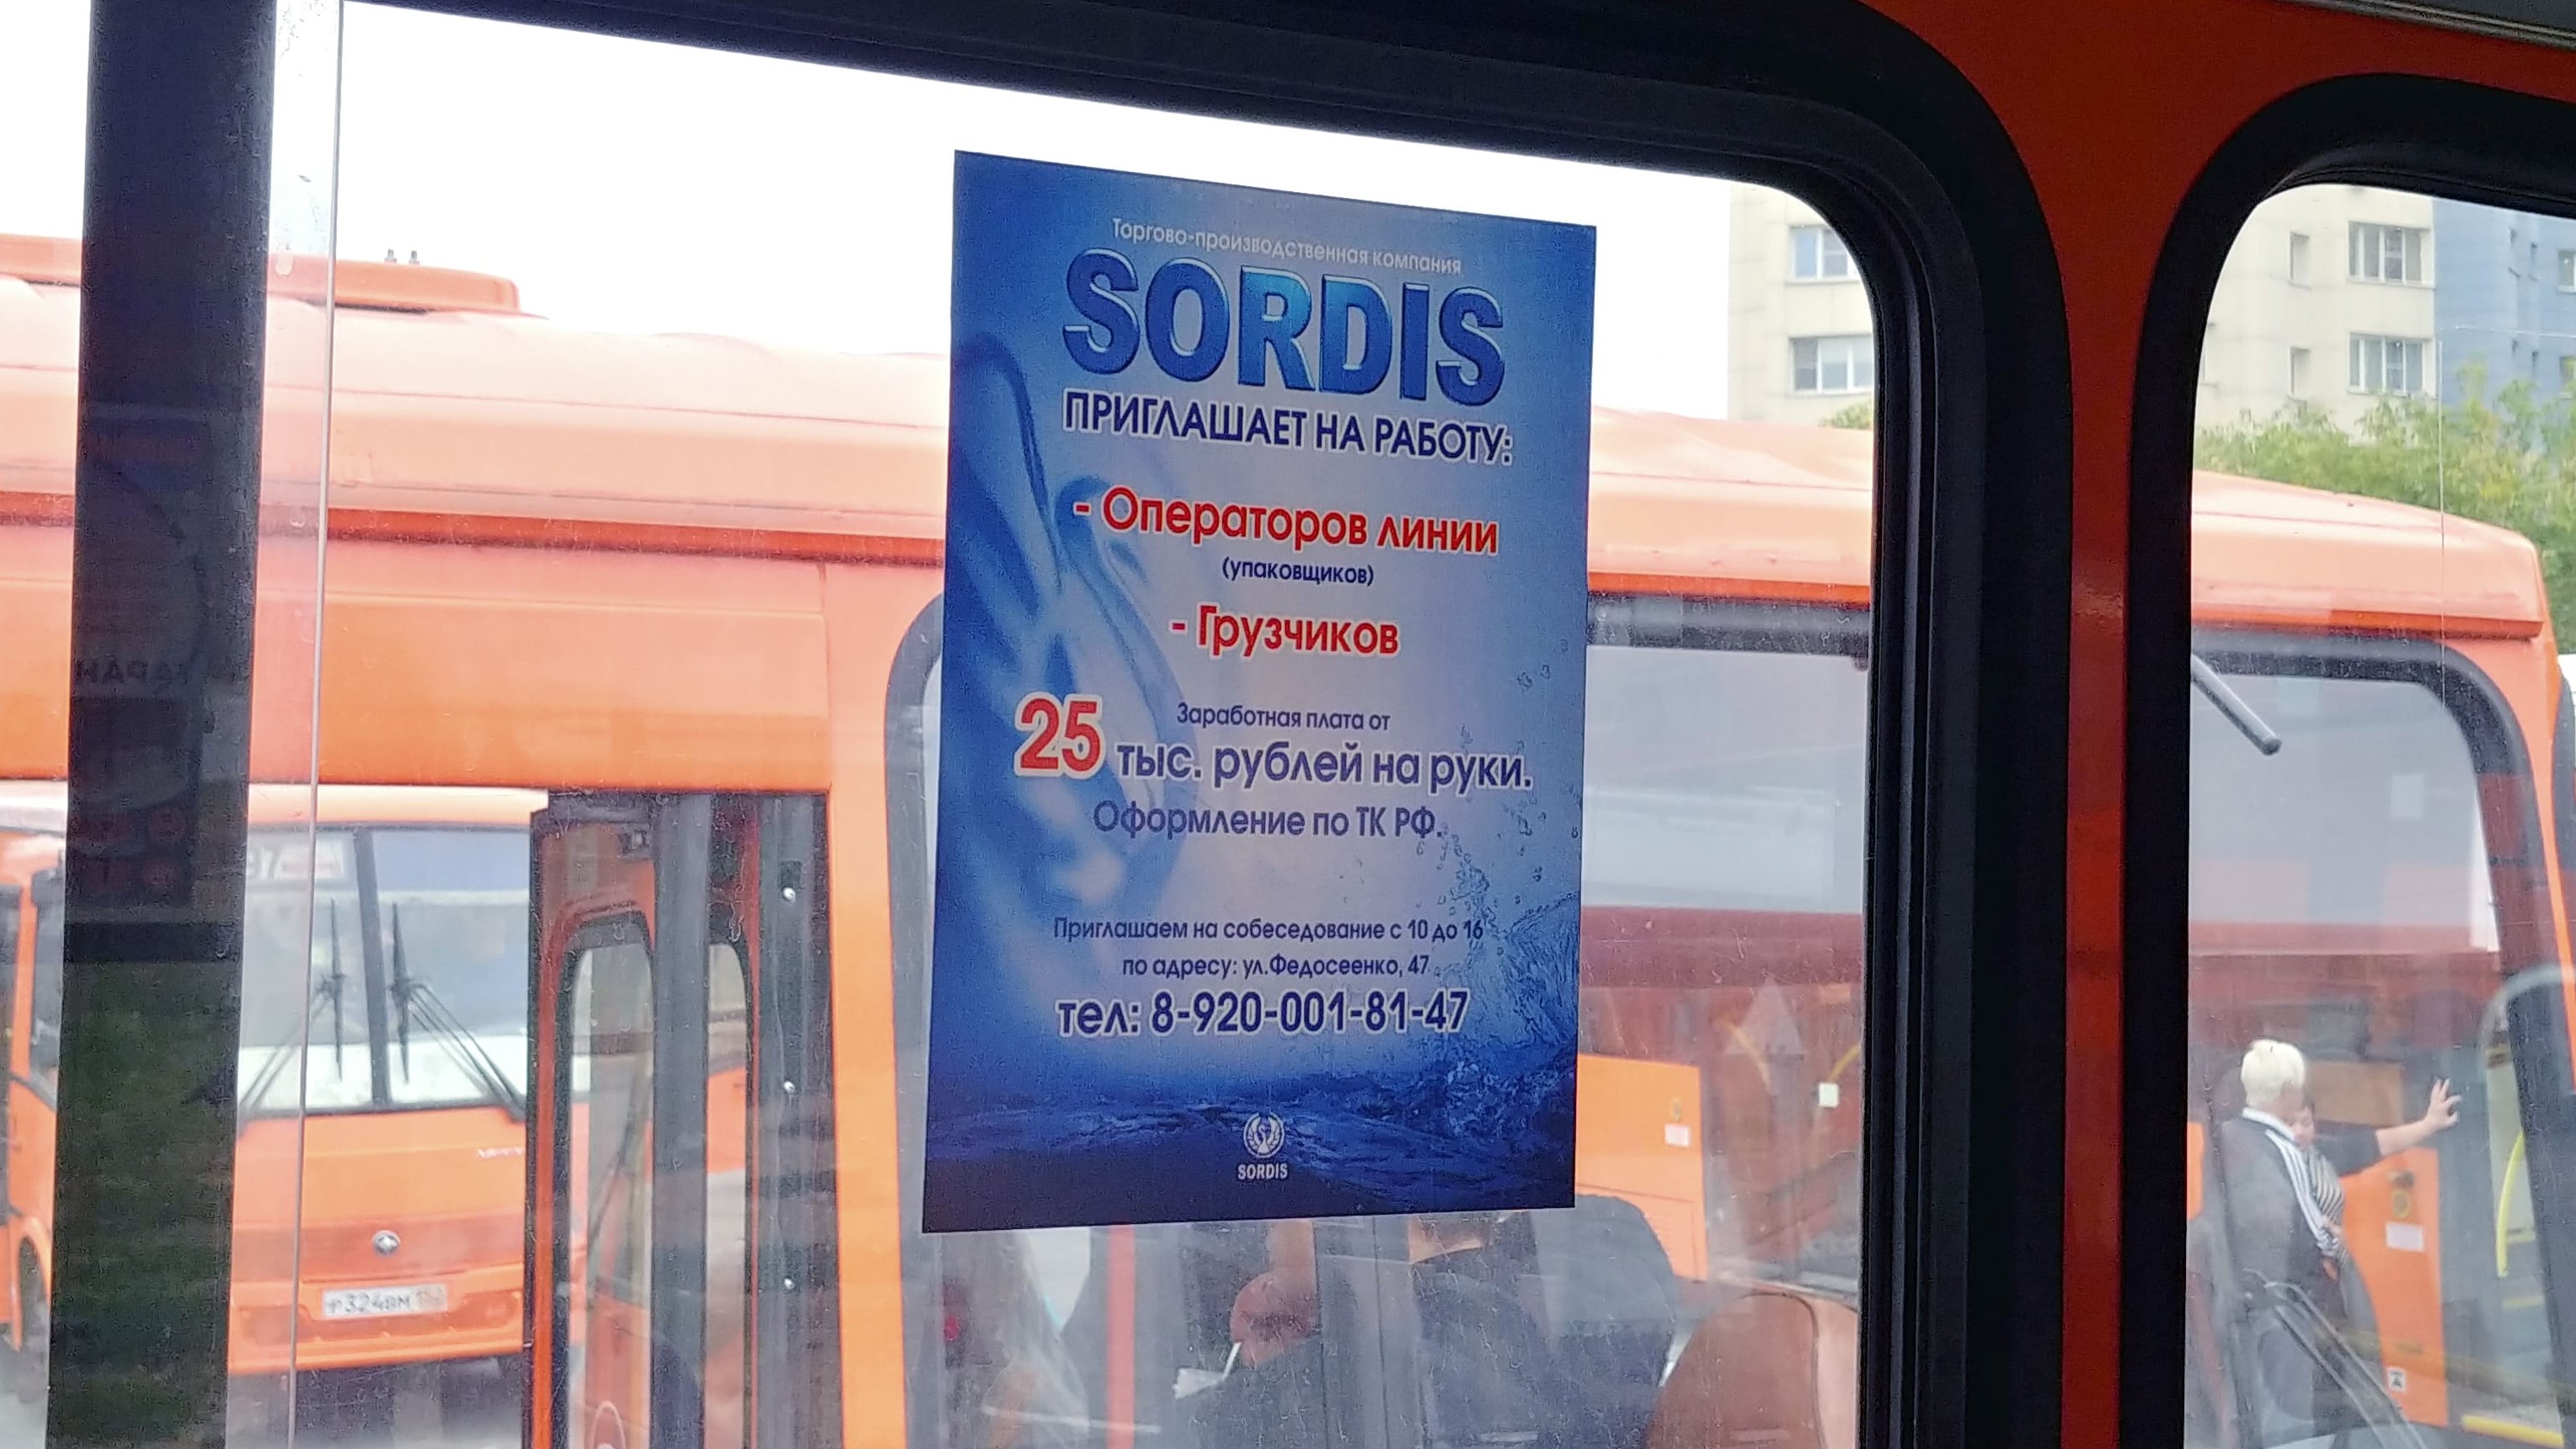 Торгово-производственная компания
SORDIS
ПРИГЛАШАЕТ НА РАБОТУ:
- Операторов линии
(упаковщиков)
- Грузчиков
Заработная плата от
25 тыс. рублей на руки.
Оформление по ТК РФ.
Приглашаем на собеседование с 10 до 16
по адресу: ул.Федосеенко, 47
тел: 8-920-001-81-47
SORDIS